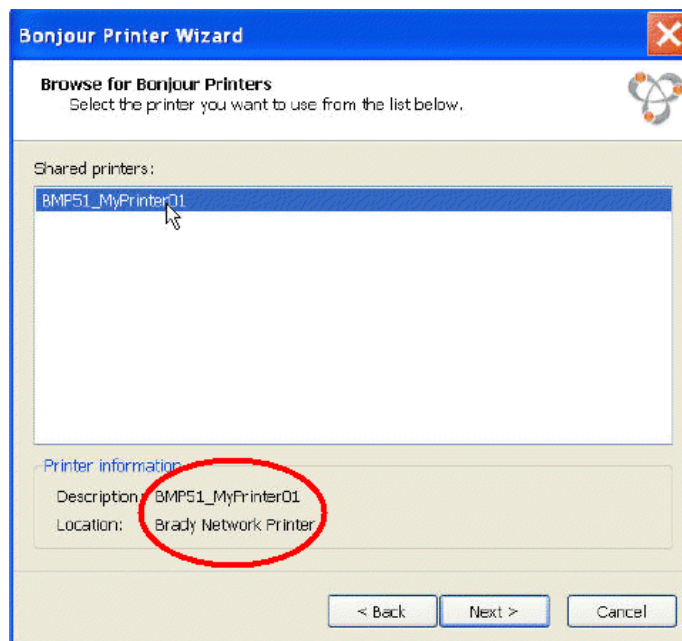 Bonjour Printer Wizard
Browse for Bonjour Printers
Select the printer you want to use from the list below.
Shared printers:
BMP51_MyPrinter01
Printer information
Description: BMP51_MyPrinter01
Location: Brady Network Printer
< Back Next > Cancel